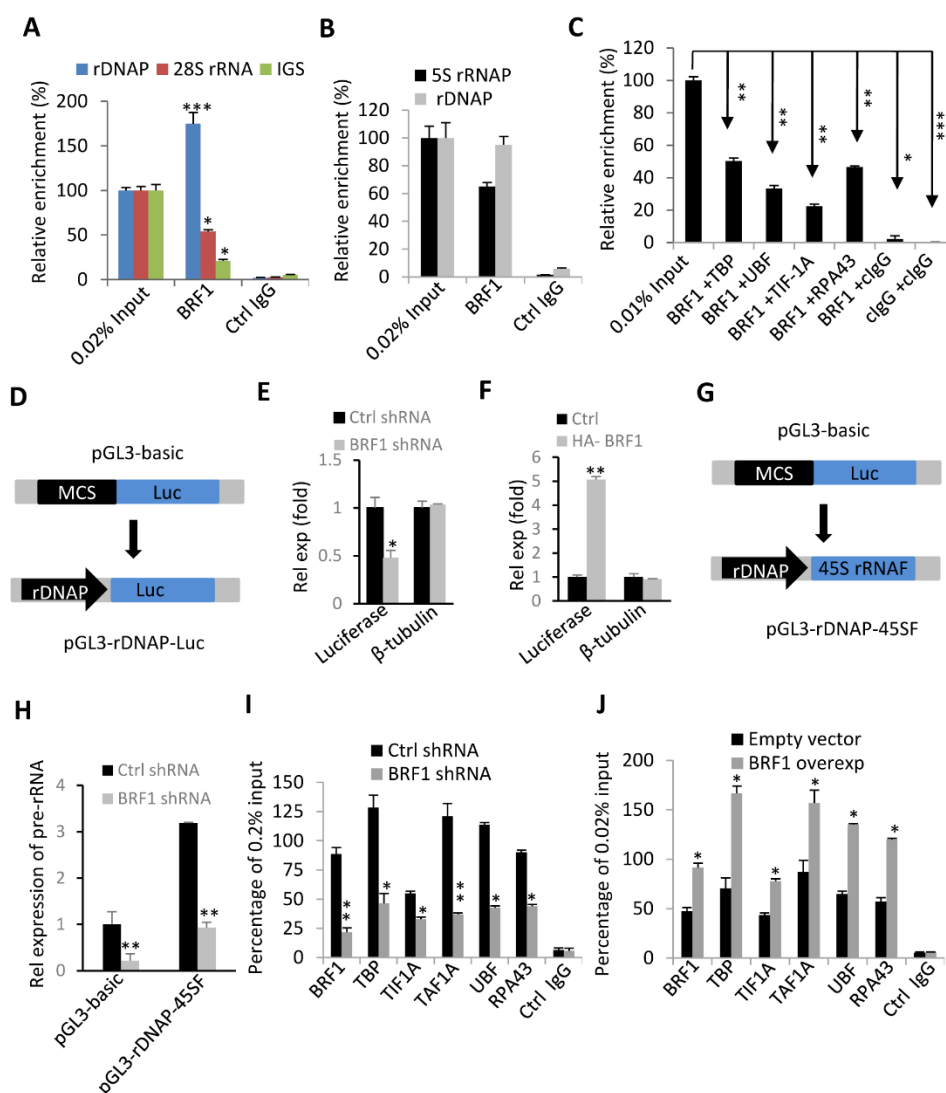 A
rDNAP 28S rRNA IGS
Relative enrichment (%)
200
150
100
50
0
***
*
*
0.02% Input
BRF1
Ctrl IgG
B
5S rRNAP
rDNAP
Relative enrichment (%)
120
100
80
60
40
20
0
0.02% Input
BRF1
Ctrl IgG
C
Relative enrichment (%)
120
100
80
60
40
20
0
**
**
**
**
*
***
0.01% Input
BRF1 +TBP
BRF1 +UBF
BRF1 +TIF-1A
BRF1 +RPA43
BRF1 +cIgG
cIgG +cIgG
D
pGL3-basic
MCS Luc
rDNAP Luc
pGL3-rDNAP-Luc
E
Ctrl shRNA
BRF1 shRNA
Rel exp (fold)
1.5
1
0.5
0
*
Luciferase
β-tubulin
F
Ctrl
HA- BRF1
Rel exp (fold)
6
5
4
3
2
1
0
**
Luciferase
β-tubulin
G
pGL3-basic
MCS Luc
rDNAP 45S rRNAF
pGL3-rDNAP-45SF
H
Ctrl shRNA
BRF1 shRNA
Rel expression of pre-rRNA
4
3
2
1
0
**
**
pGL3-basic
pGL3-rDNAP-45SF
I
Ctrl shRNA
BRF1 shRNA
Percentage of 0.2% input
150
125
100
75
50
25
0
**
*
*
**
*
*
BRF1
TBP
TIF1A
TAF1A
UBF
RPA43
Ctrl IgG
J
Empty vector
BRF1 overexp
Percentage of 0.02% input
200
150
100
50
0
*
*
*
*
*
*
BRF1
TBP
TIF1A
TAF1A
UBF
RPA43
Ctrl IgG